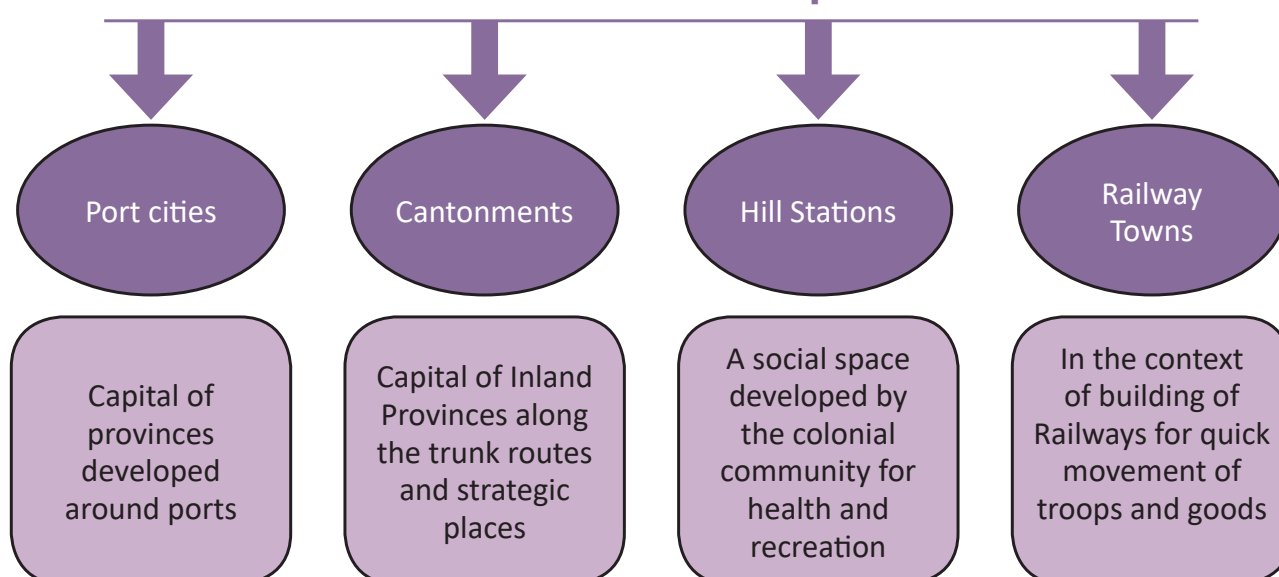 Port cities
Cantonments
Hill Stations
Railway
Towns
Capital of
provinces
developed
around ports
Capital of Inland
Provinces along
the trunk routes
and strategic
places
A social space
developed by
the colonial
community for
health and
recreation
In the context
of building of
Railways for quick
movement of
troops and goods